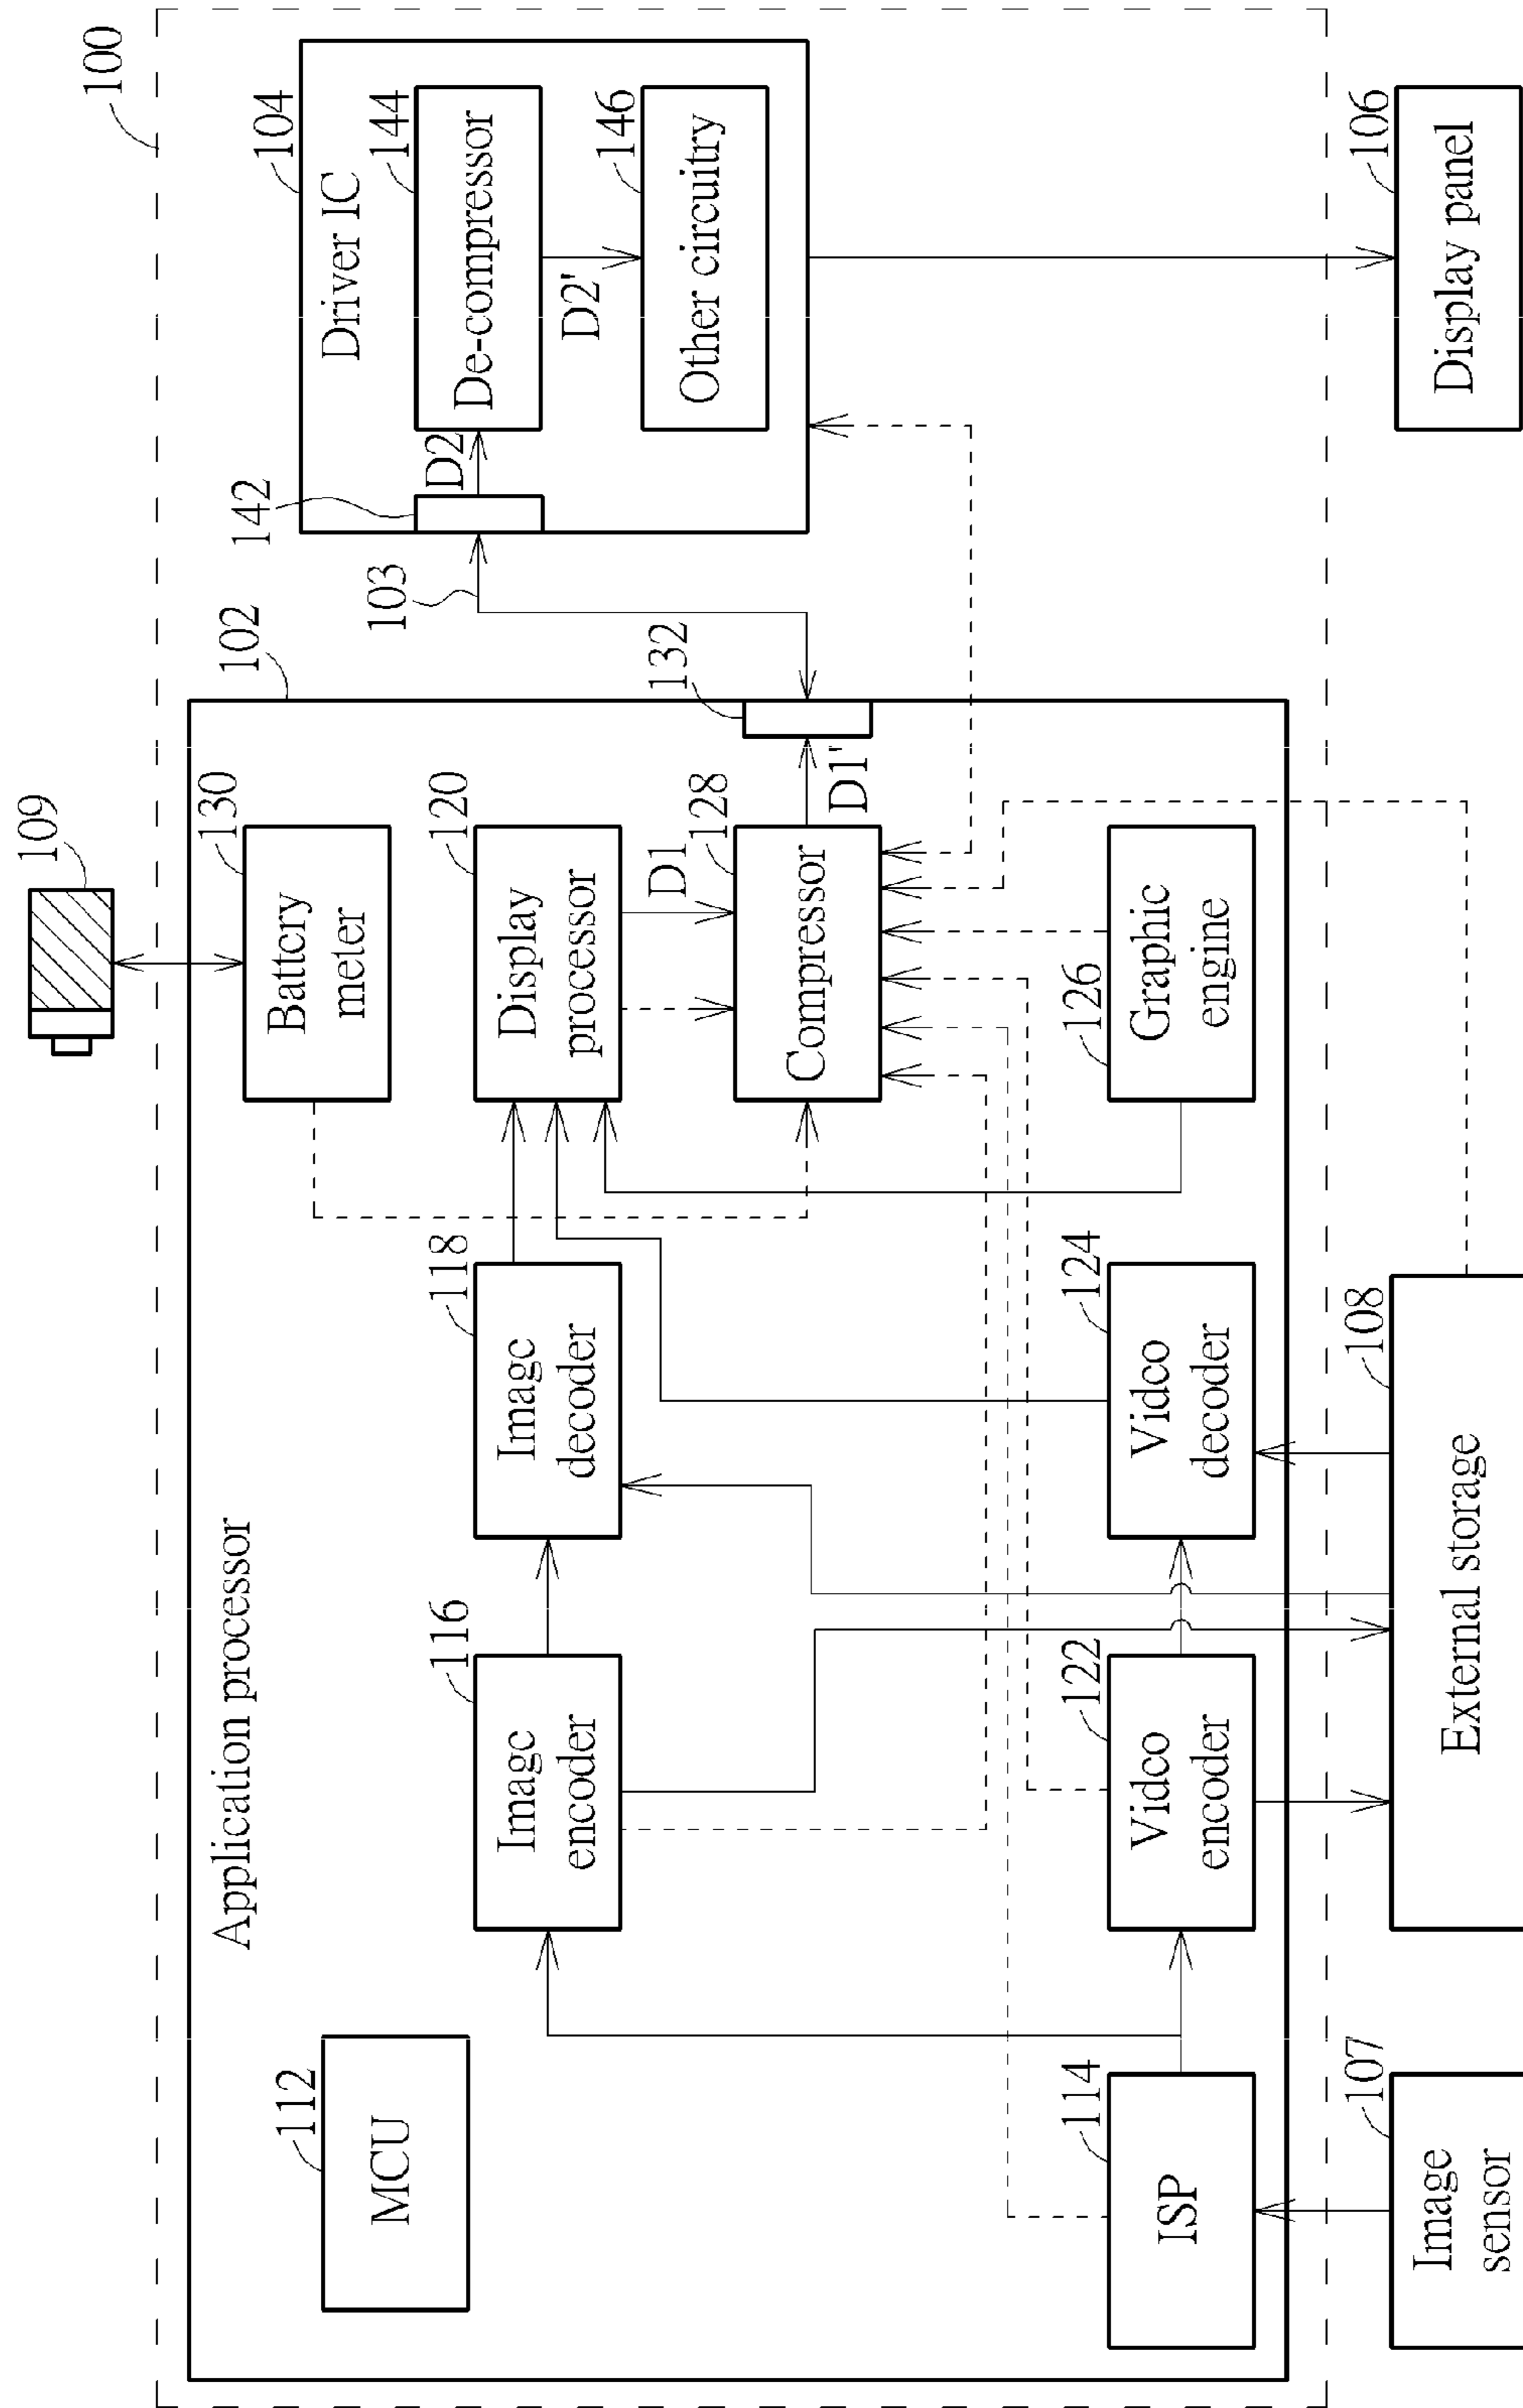 100
109
102
Application processor
112
MCU
130
Battery
meter
116
Image
encoder
118
Image
decoder
120
Display
processor
D1
128
Compressor
D1'
132
103
142
104
Driver IC
D2
144
De-compressor
D2'
146
Other circuitry
114
ISP
122
Video
encoder
124
Video
decoder
126
Graphic
engine
107
Image
sensor
108
External storage
106
Display panel